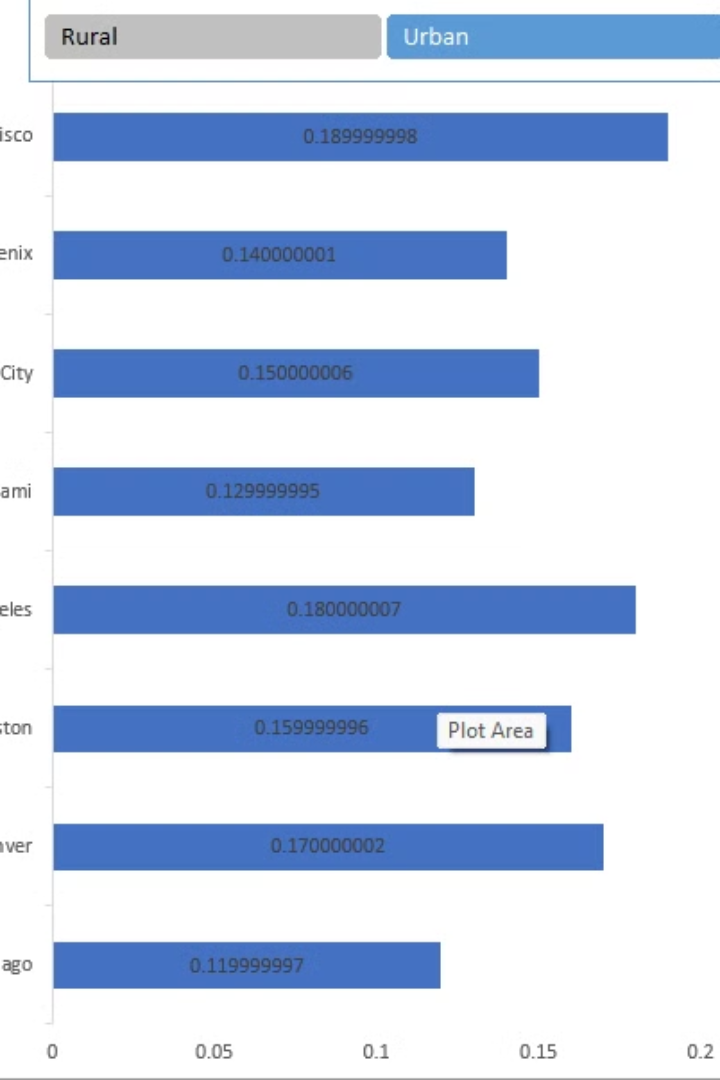 Rural Urban
isco 0.189999998
enix 0.140000001
City 0.150000006
ami 0.129999995
eles 0.180000007
ston 0.159999996 Plot Area
nver 0.170000002
ago 0.119999997
0 0.05 0.1 0.15 0.2